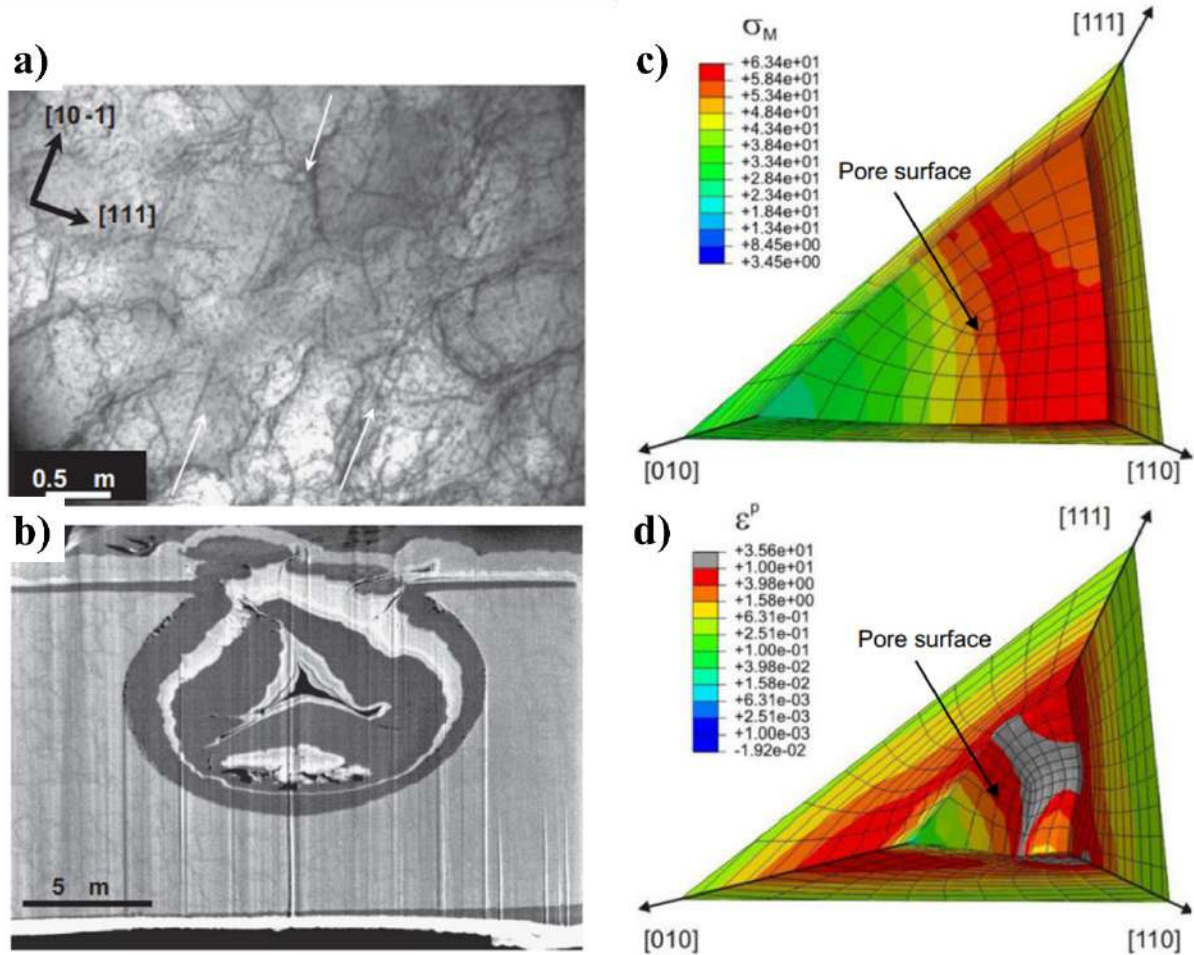 a)
[10 -1]
[111]
0.5 m
b)
5 m
c)
σM
+6.34e+01
+5.84e+01
+5.34e+01
+4.84e+01
+4.34e+01
+3.84e+01
+3.34e+01
+2.84e+01
+2.34e+01
+1.84e+01
+1.34e+01
+8.45e+00
+3.45e+00
[111]
Pore surface
[010]
[110]
d)
εp
+3.56e+01
+1.00e+01
+3.98e+00
+1.58e+00
+6.31e-01
+2.51e-01
+1.00e-01
+3.98e-02
+1.58e-02
+6.31e-03
+2.51e-03
+1.00e-03
-1.92e-02
[111]
Pore surface
[010]
[110]